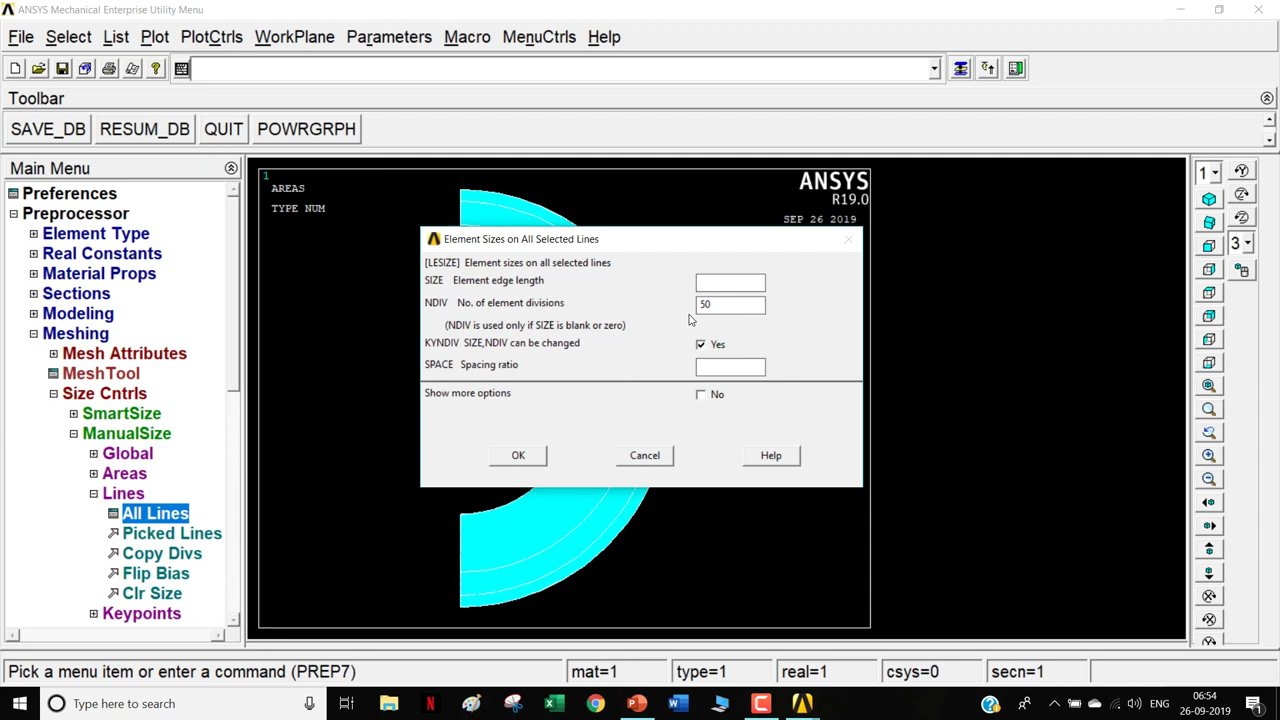 ANSYS Mechanical Enterprise Utility Menu
File Select List Plot PlotCtrls WorkPlane Parameters Macro MenuCtrls Help
Toolbar
SAVE_DB RESUM_DB QUIT POWRGRPH
Main Menu
Preferences
Preprocessor
Element Type
Real Constants
Material Props
Sections
Modeling
Meshing
Mesh Attributes
MeshTool
Size Cntrls
SmartSize
ManualSize
Global
Areas
Lines
All Lines
Picked Lines
Copy Divs
Flip Bias
Clr Size
Keypoints
1
AREAS
TYPE NUM
ANSYS
R19.0
SEP 26 2019
Element Sizes on All Selected Lines
[LESIZE] Element sizes on all selected lines
SIZE Element edge length
NDIV No. of element divisions 50
(NDIV is used only if SIZE is blank or zero)
KYNDIV SIZE,NDIV can be changed Yes
SPACE Spacing ratio
Show more options No
OK Cancel Help
1
3
Pick a menu item or enter a command (PREP7) mat=1 type=1 real=1 csys=0 secn=1
Type here to search
ENG
06:54
26-09-2019
1